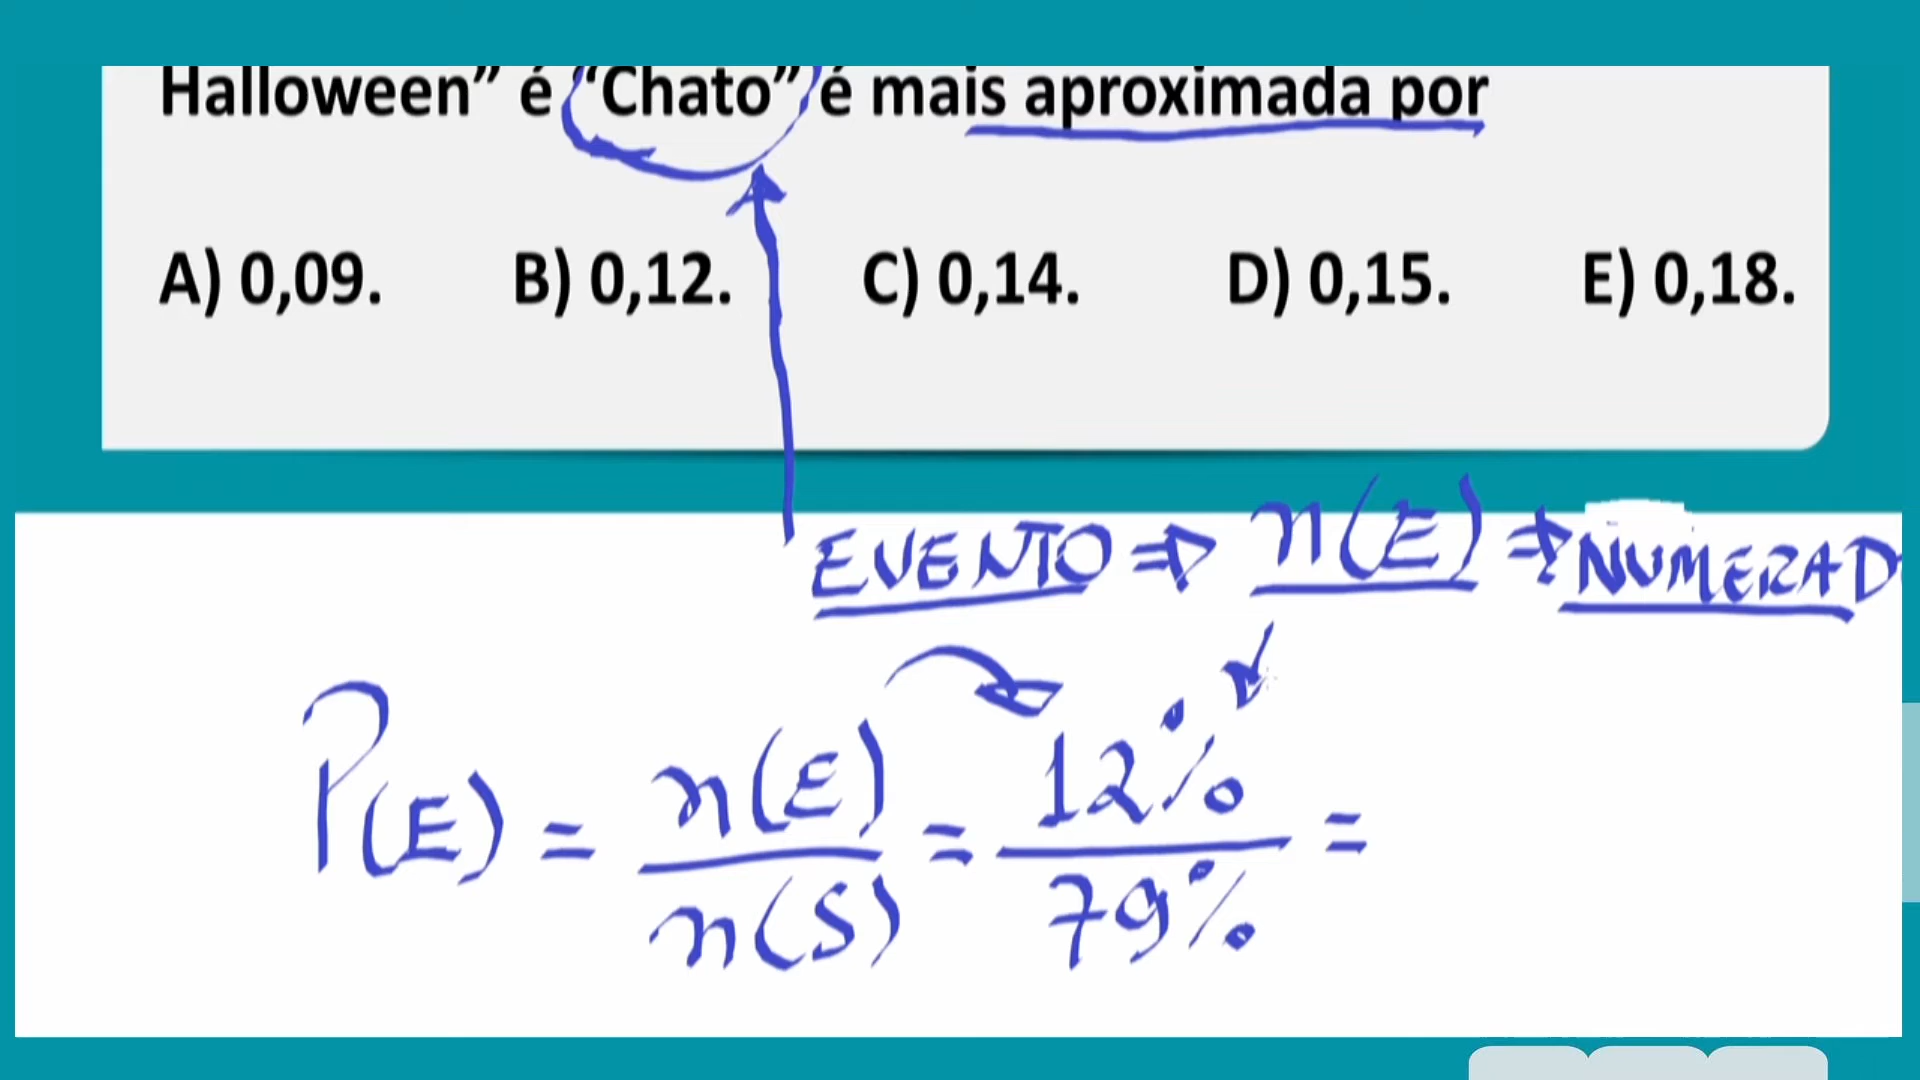 Halloween” é “Chato” é mais aproximada por
A) 0,09. B) 0,12. C) 0,14. D) 0,15. E) 0,18.
EVENTO ⇒ n(E) ⇒ NUMERAD
P(E) = n(E)/n(S) = 12%/79% =